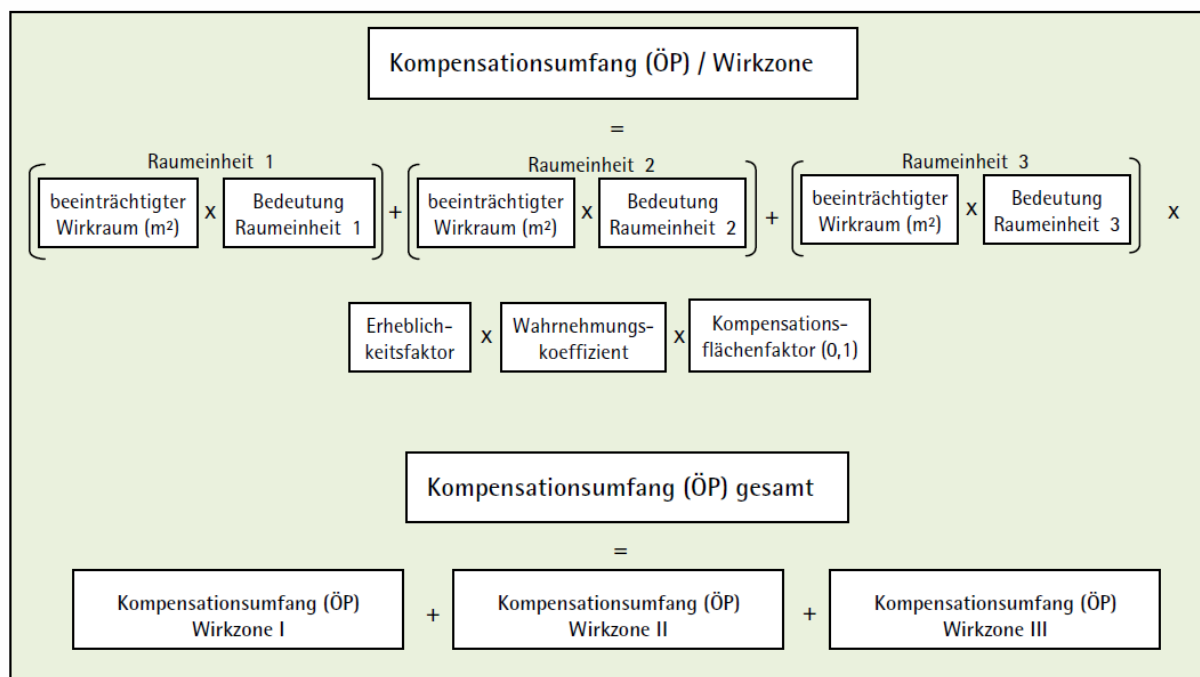 Kompensationsumfang (ÖP) / Wirkzone
=
Raumeinheit 1 Raumeinheit 2 Raumeinheit 3
beeinträchtigter x Bedeutung + beeinträchtigter x Bedeutung + beeinträchtigter x Bedeutung x
Wirkraum (m²) Raumeinheit 1 Wirkraum (m²) Raumeinheit 2 Wirkraum (m²) Raumeinheit 3
Erheblich- x Wahrnehmungs- x Kompensations-
keitsfaktor koeffizient flächenfaktor (0,1)
Kompensationsumfang (ÖP) gesamt
=
Kompensationsumfang (ÖP) + Kompensationsumfang (ÖP) + Kompensationsumfang (ÖP)
Wirkzone I Wirkzone II Wirkzone III